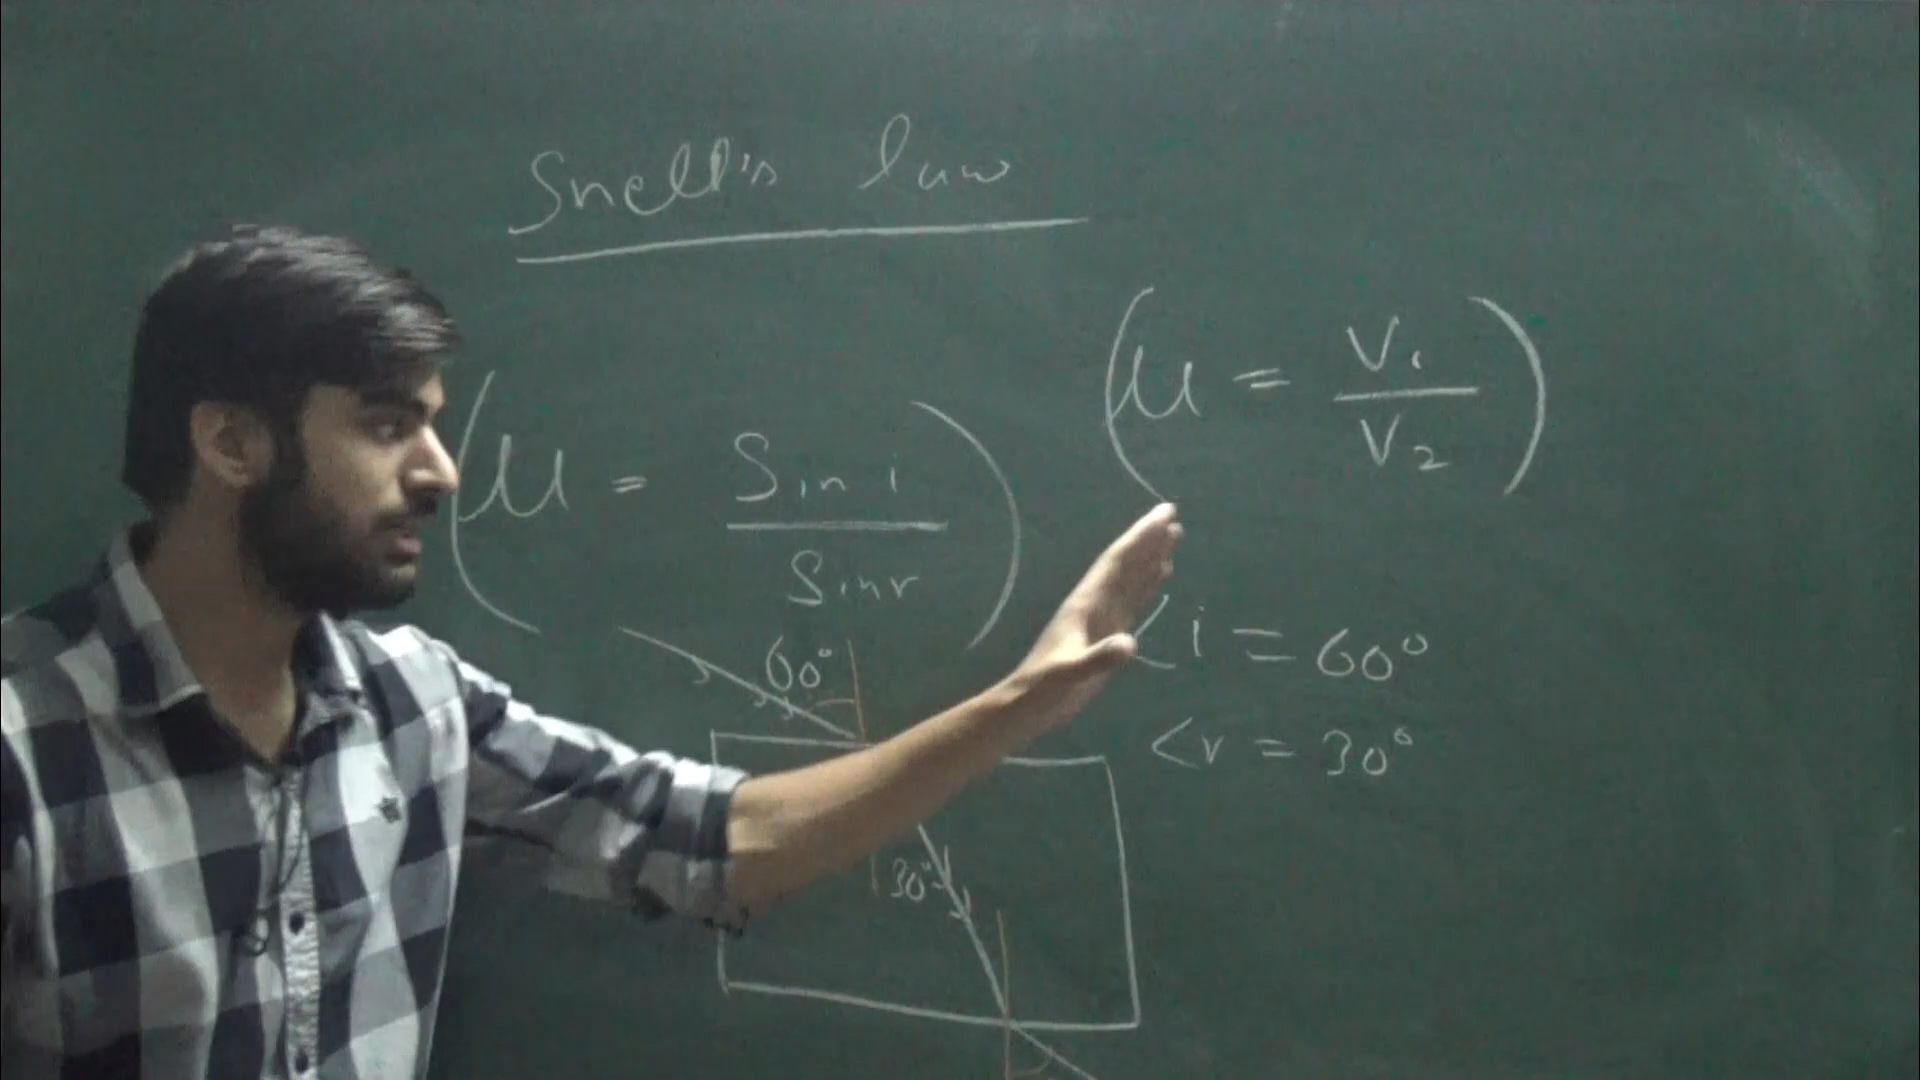 Snell's law
μ = Sin i / Sin r
μ = V1 / V2
60°
∠i = 60°
∠r = 30°
30°